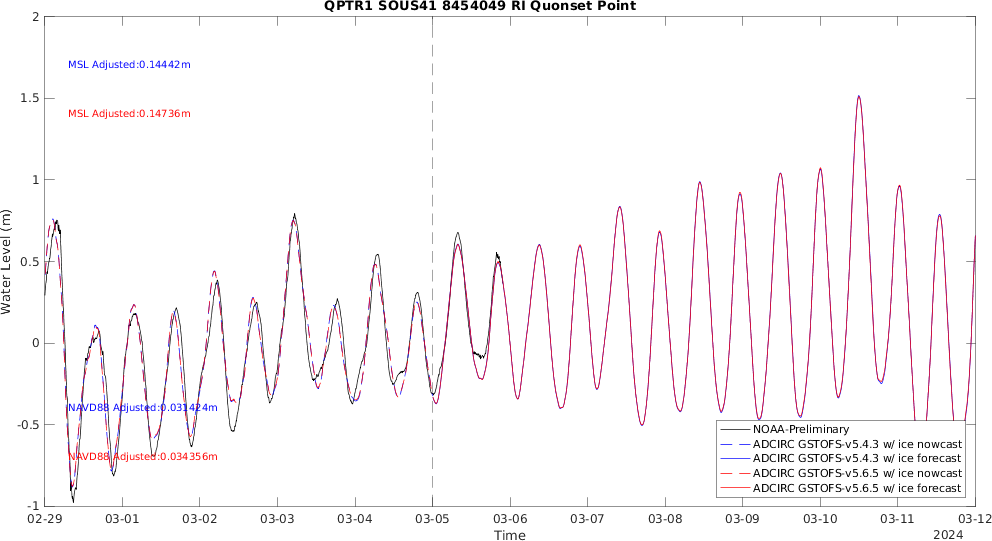 QPTR1 SOUS41 8454049 RI Quonset Point
2
MSL Adjusted:0.14442m
1.5
MSL Adjusted:0.14736m
1
0.5
Water Level (m)
0
NAVD88 Adjusted:0.031424m
-0.5
NAVD88 Adjusted:0.034356m
-1
NOAA-Preliminary
ADCIRC GSTOFS-v5.4.3 w/ ice nowcast
ADCIRC GSTOFS-v5.4.3 w/ ice forecast
ADCIRC GSTOFS-v5.6.5 w/ ice nowcast
ADCIRC GSTOFS-v5.6.5 w/ ice forecast
02-29 03-01 03-02 03-03 03-04 03-05 03-06 03-07 03-08 03-09 03-10 03-11 03-12
Time
2024